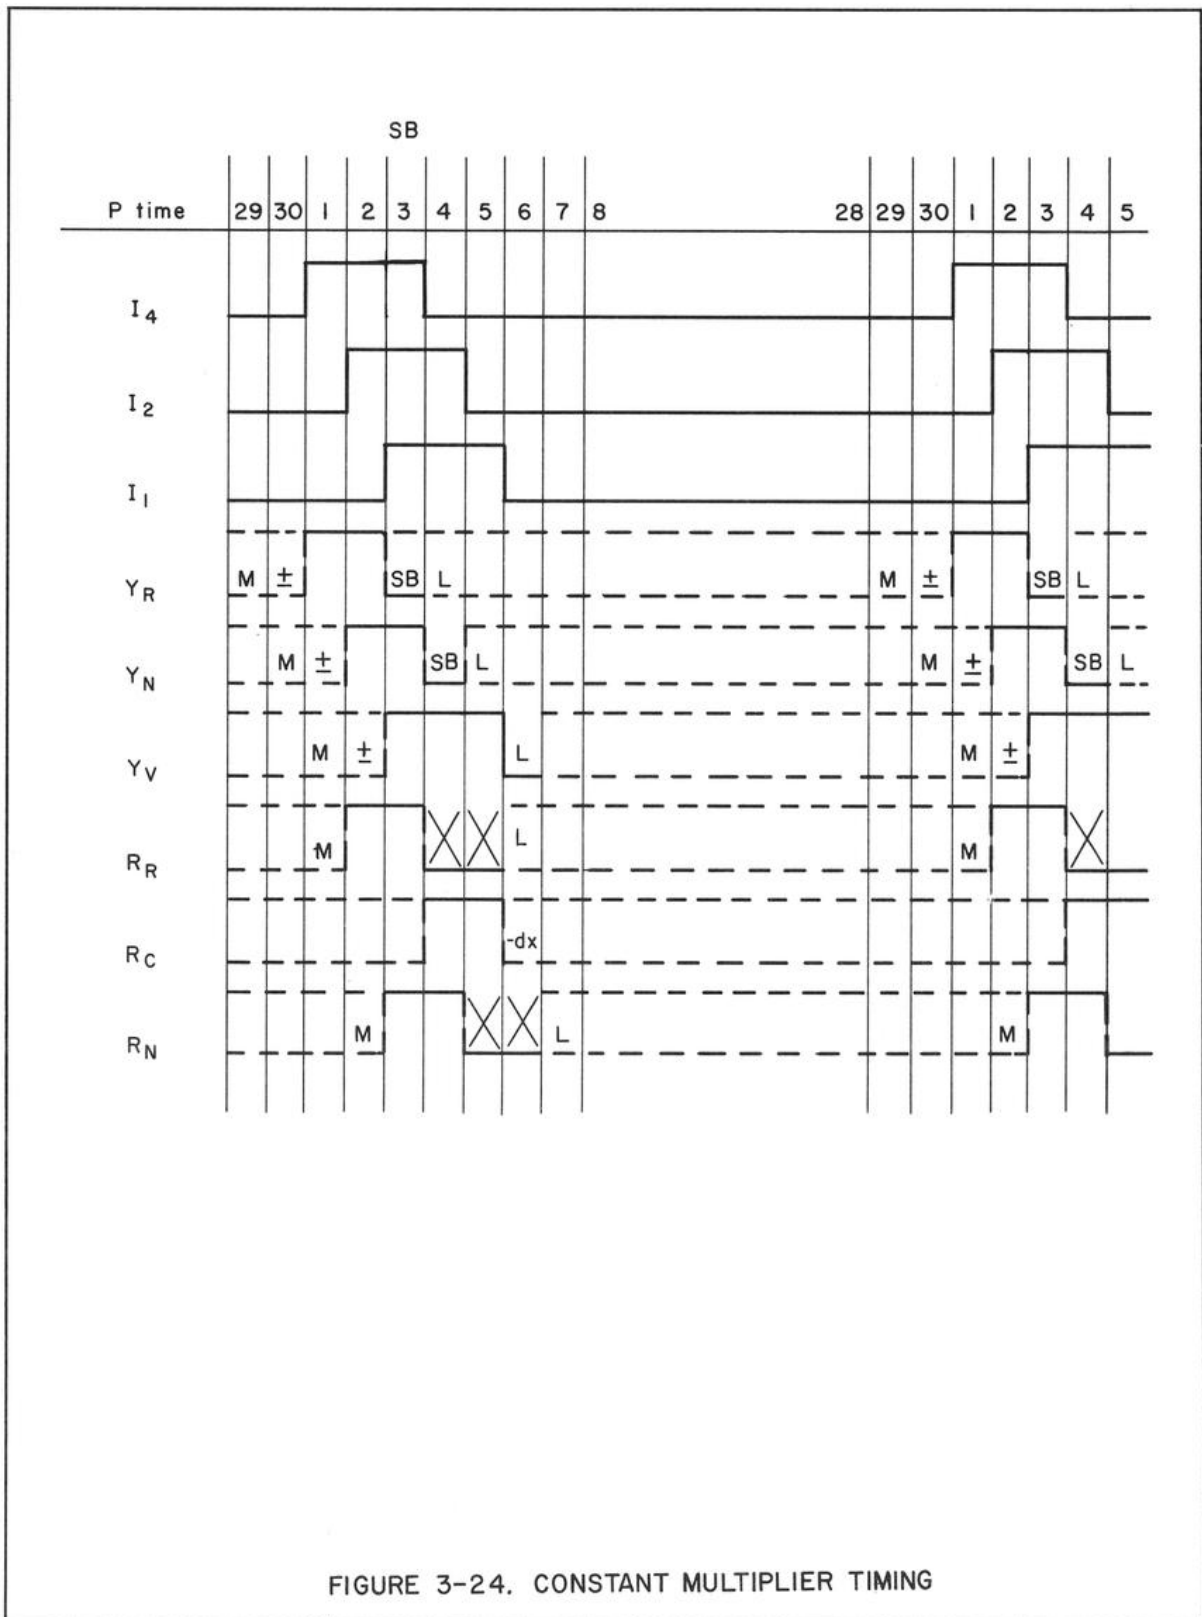 SB
P time 29 30 1 2 3 4 5 6 7 8 28 29 30 1 2 3 4 5
I4
I2
I1
YR M ± SB L M ± SB L
YN M ± SB L M ± SB L
YV M ± L M ± 
RR M L M
RC -dx
RN M L M
FIGURE 3-24. CONSTANT MULTIPLIER TIMING